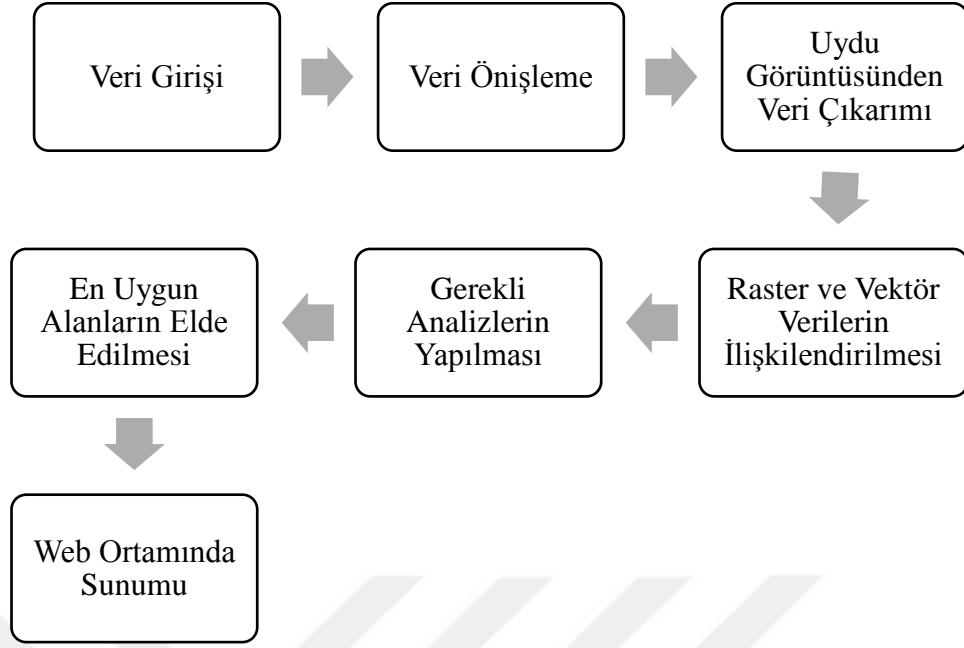 Veri Girişi
Veri Önişleme
Uydu
Görüntüsünden
Veri Çıkarımı
Raster ve Vektör
Verilerin
İlişkilendirilmesi
Gerekli
Analizlerin
Yapılması
En Uygun
Alanların Elde
Edilmesi
Web Ortamında
Sunumu